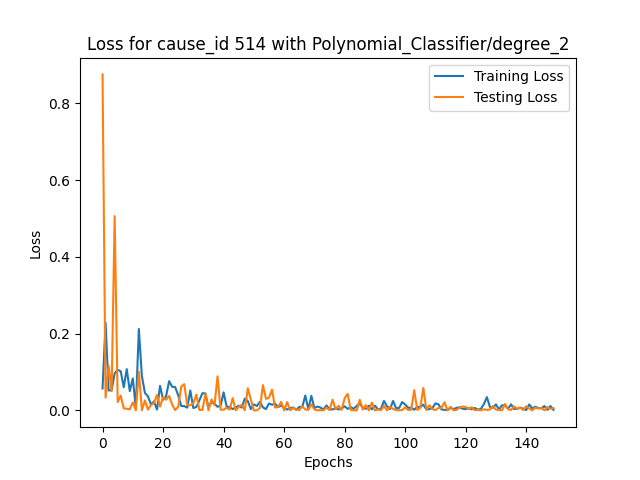 Loss for cause_id 514 with Polynomial_Classifier/degree_2
Training Loss
Testing Loss
0.8
0.6
0.4
0.2
0.0
Loss
0 20 40 60 80 100 120 140
Epochs